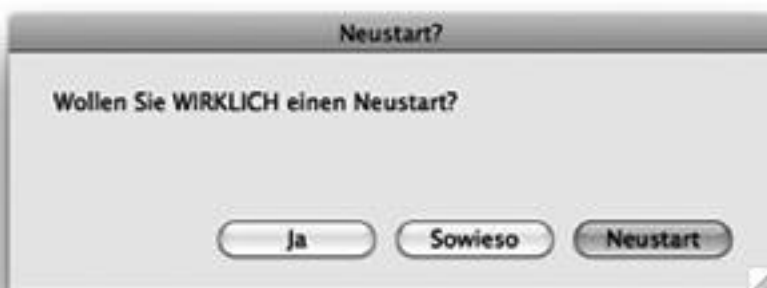 Neustart?
Wollen Sie WIRKLICH einen Neustart?
Ja Sowieso Neustart